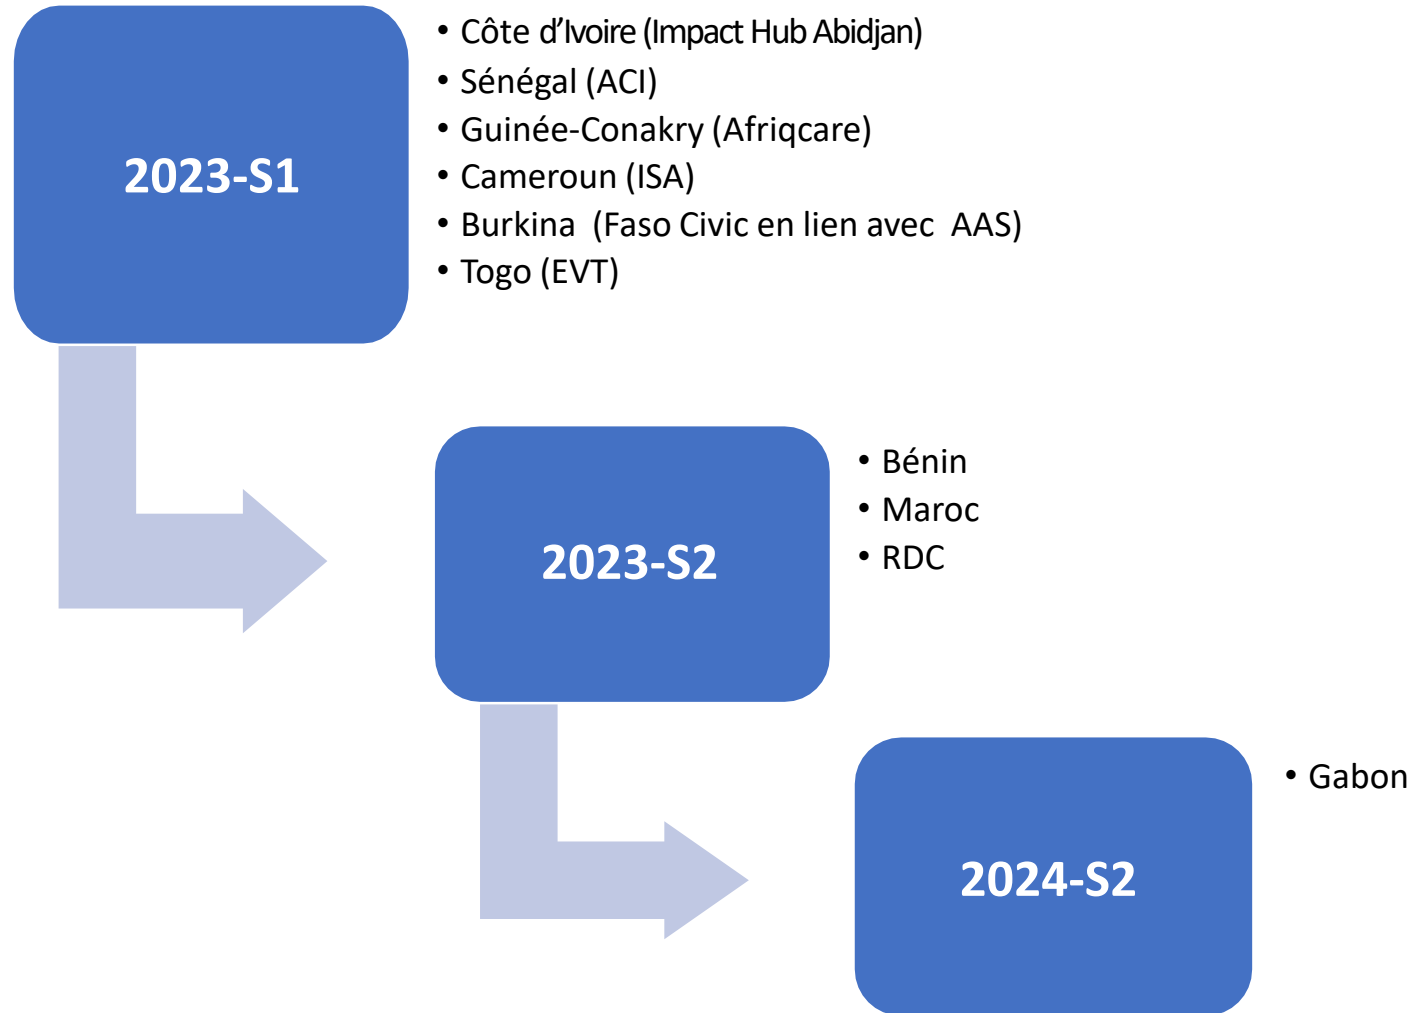 2023-S1
• Côte d’Ivoire (Impact Hub Abidjan)
• Sénégal (ACI)
• Guinée-Conakry (Afriqcare)
• Cameroun (ISA)
• Burkina (Faso Civic en lien avec AAS)
• Togo (EVT)
2023-S2
• Bénin
• Maroc
• RDC
2024-S2
• Gabon